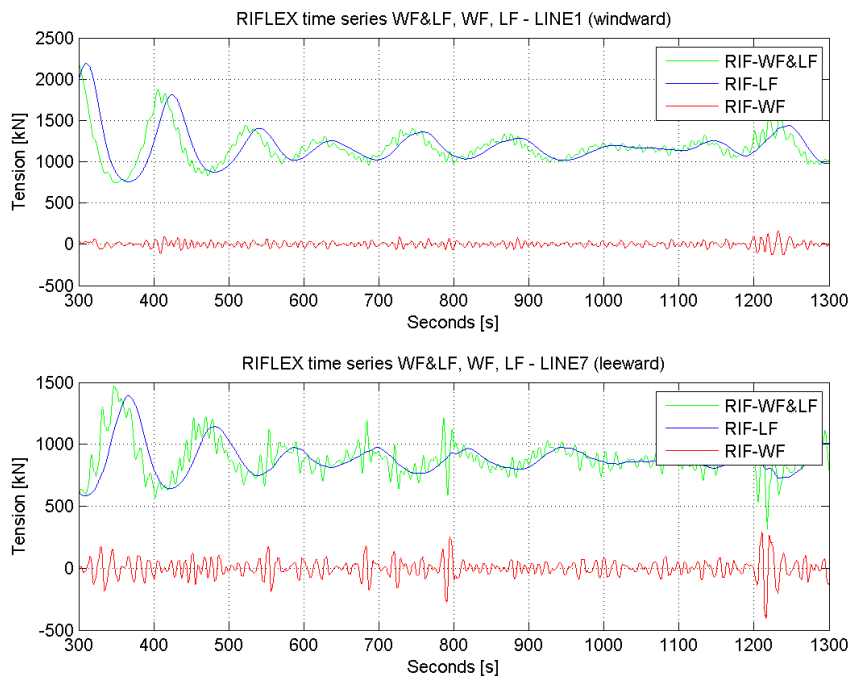 RIFLEX time series WF&LF, WF, LF - LINE1 (windward)
2500
2000
1500
1000
500
0
-500
Tension [kN]
RIF-WF&LF
RIF-LF
RIF-WF
300 400 500 600 700 800 900 1000 1100 1200 1300
Seconds [s]
RIFLEX time series WF&LF, WF, LF - LINE7 (leeward)
1500
1000
500
0
-500
Tension [kN]
RIF-WF&LF
RIF-LF
RIF-WF
300 400 500 600 700 800 900 1000 1100 1200 1300
Seconds [s]